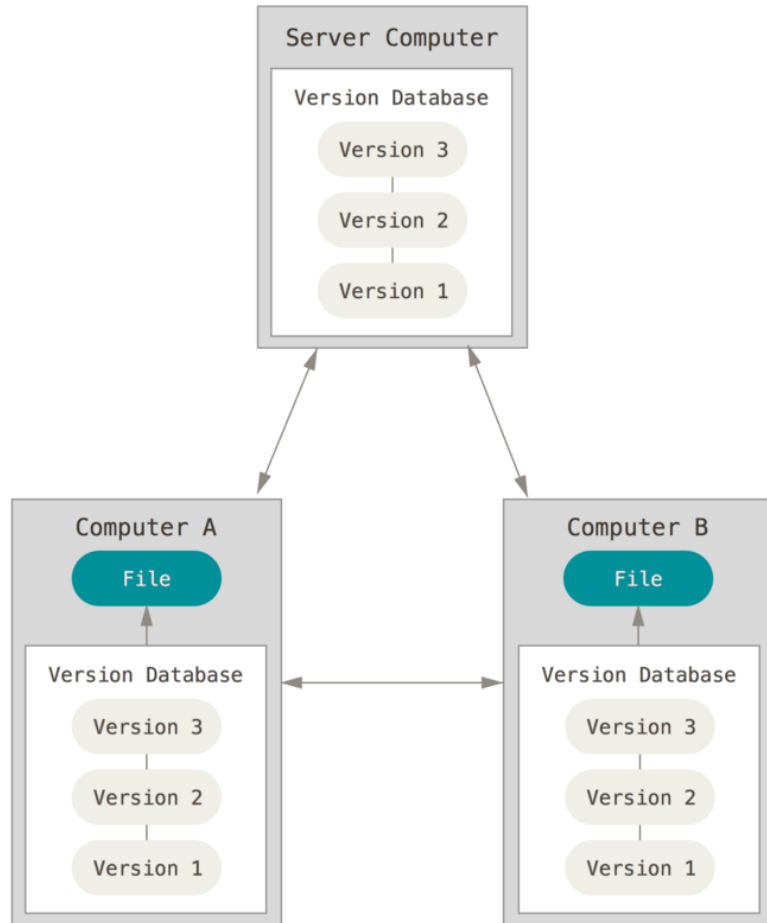 Server Computer
Version Database
Version 3
Version 2
Version 1
Computer A
File
Version Database
Version 3
Version 2
Version 1
Computer B
File
Version Database
Version 3
Version 2
Version 1